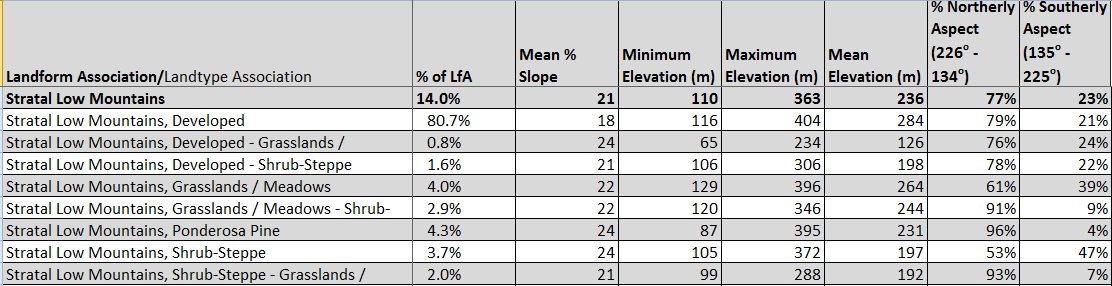 Landform Association/Landtype Association % of LfA Mean % Slope Minimum Elevation (m) Maximum Elevation (m) Mean Elevation (m) % Northerly Aspect (226° - 134°) % Southerly Aspect (135° - 225°)
Stratal Low Mountains 14.0% 21 110 363 236 77% 23%
Stratal Low Mountains, Developed 80.7% 18 116 404 284 79% 21%
Stratal Low Mountains, Developed - Grasslands / 0.8% 24 65 234 126 76% 24%
Stratal Low Mountains, Developed - Shrub-Steppe 1.6% 21 106 306 198 78% 22%
Stratal Low Mountains, Grasslands / Meadows 4.0% 22 129 396 264 61% 39%
Stratal Low Mountains, Grasslands / Meadows - Shrub- 2.9% 22 120 346 244 91% 9%
Stratal Low Mountains, Ponderosa Pine 4.3% 24 87 395 231 96% 4%
Stratal Low Mountains, Shrub-Steppe 3.7% 24 105 372 197 53% 47%
Stratal Low Mountains, Shrub-Steppe - Grasslands / 2.0% 21 99 288 192 93% 7%